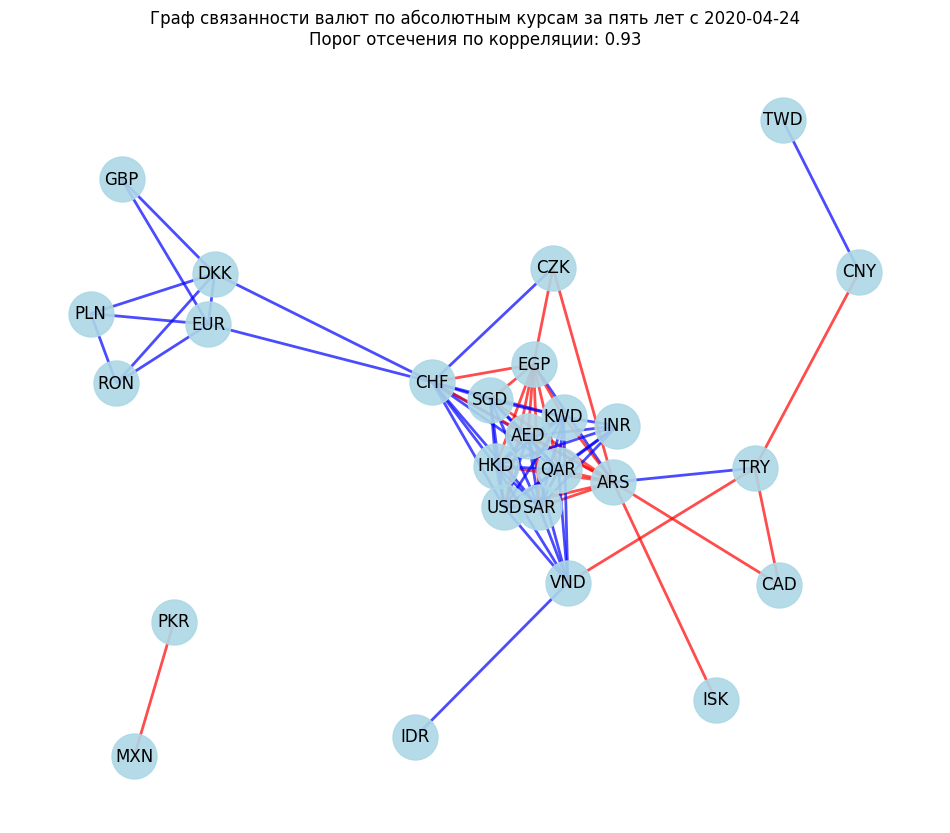 Граф связанности валют по абсолютным курсам за пять лет с 2020-04-24
Порог отсечения по корреляции: 0.93
TWD
GBP
CZK
CNY
DKK
PLN
EUR
EGP
RON
CHF
SGD
KWD
INR
AED
HKD
QAR
TRY
ARS
USD
SAR
VND
CAD
PKR
ISK
IDR
MXN